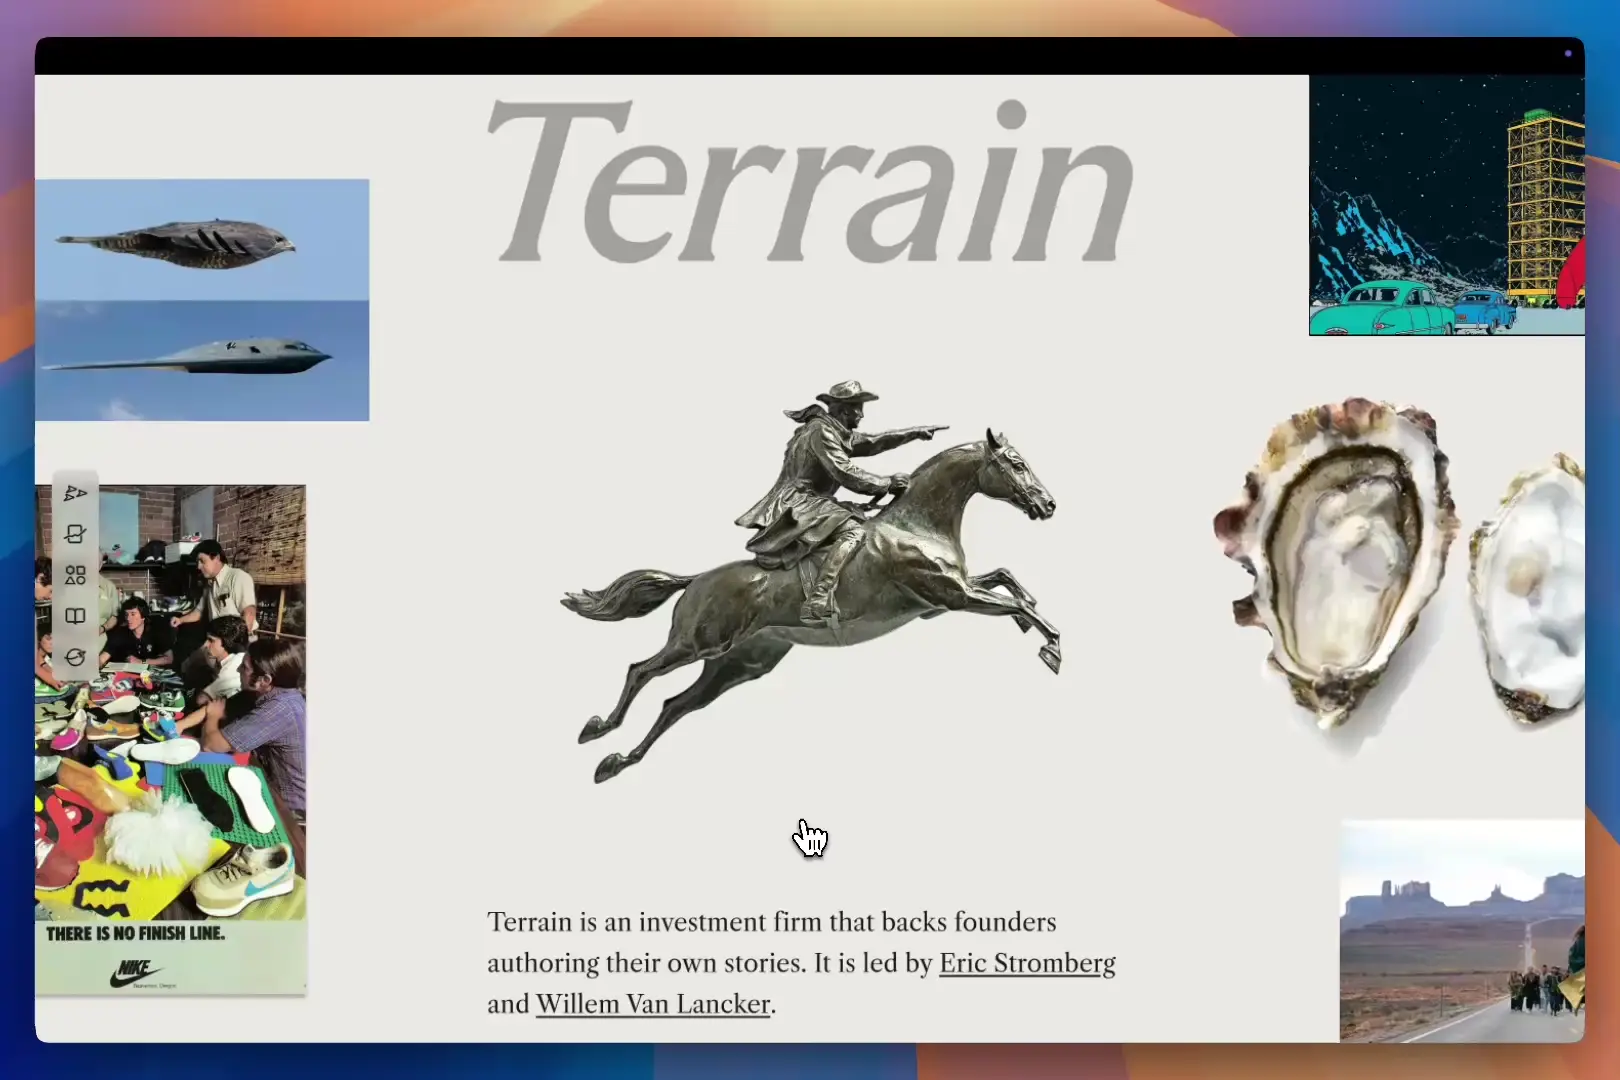 Terrain
THERE IS NO FINISH LINE.
NIKE
Terrain is an investment firm that backs founders
authoring their own stories. It is led by Eric Stromberg
and Willem Van Lancker.